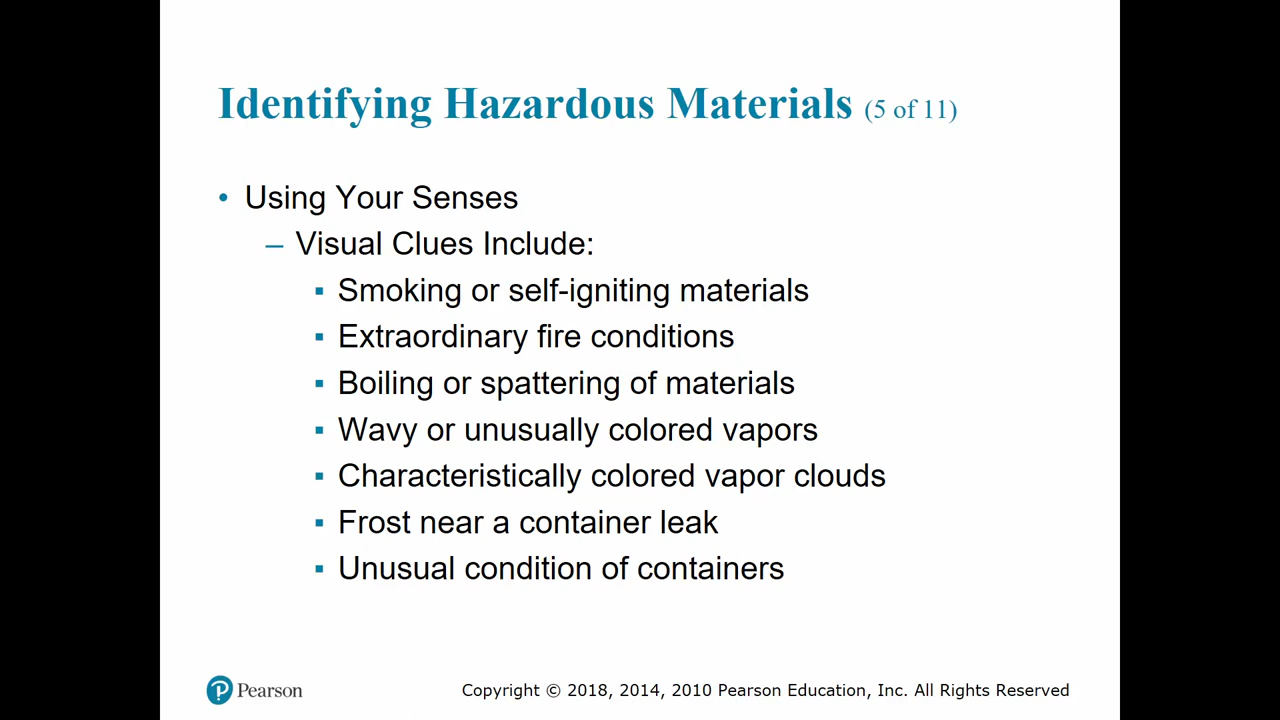 Identifying Hazardous Materials (5 of 11)
• Using Your Senses
– Visual Clues Include:
▪ Smoking or self-igniting materials
▪ Extraordinary fire conditions
▪ Boiling or spattering of materials
▪ Wavy or unusually colored vapors
▪ Characteristically colored vapor clouds
▪ Frost near a container leak
▪ Unusual condition of containers
P Pearson
Copyright © 2018, 2014, 2010 Pearson Education, Inc. All Rights Reserved